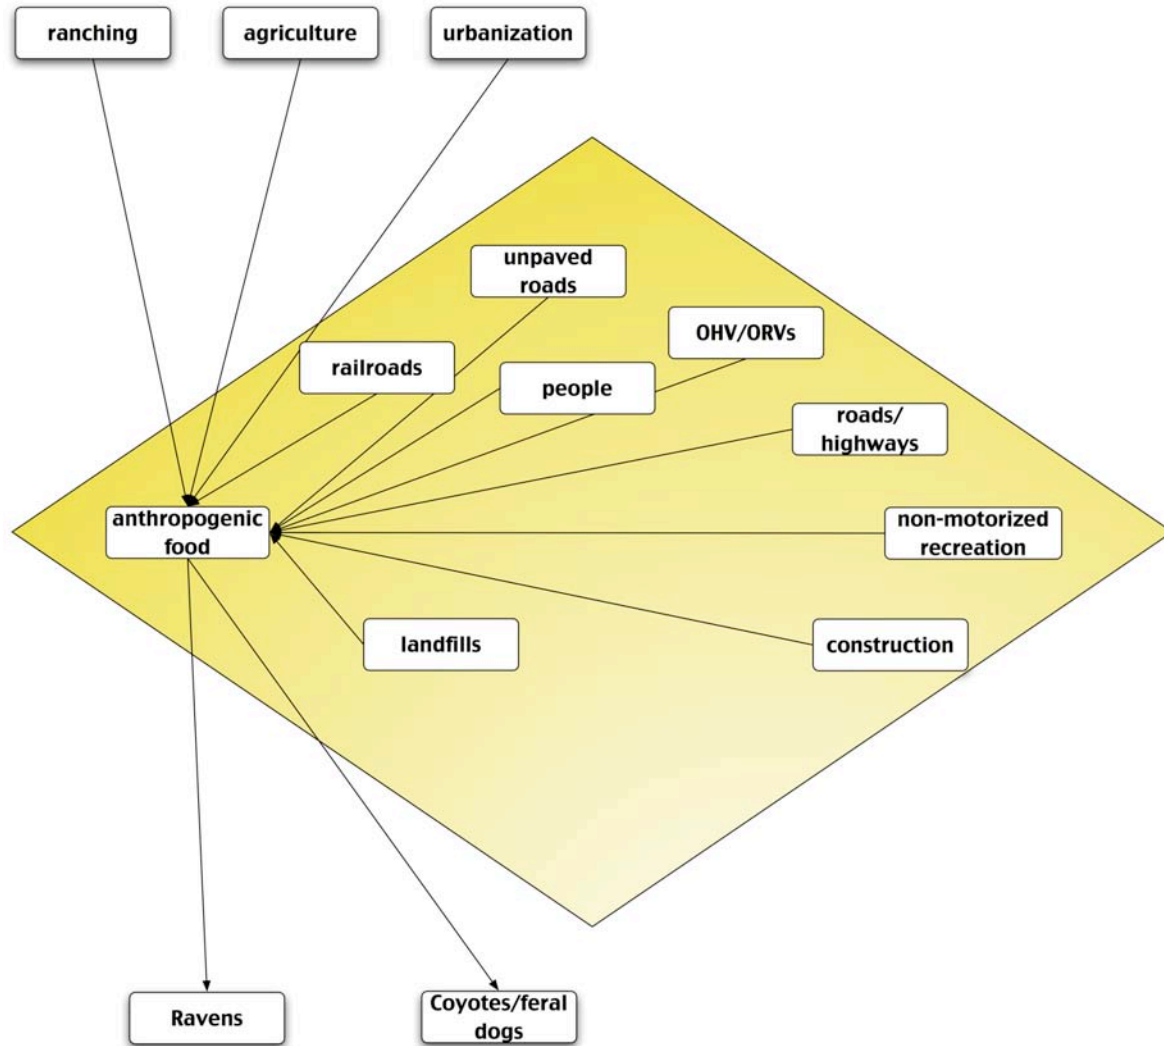 ranching
agriculture
urbanization
unpaved
roads
OHV/ORVs
railroads
people
roads/
highways
anthropogenic
food
non-motorized
recreation
landfills
construction
Ravens
Coyotes/feral
dogs